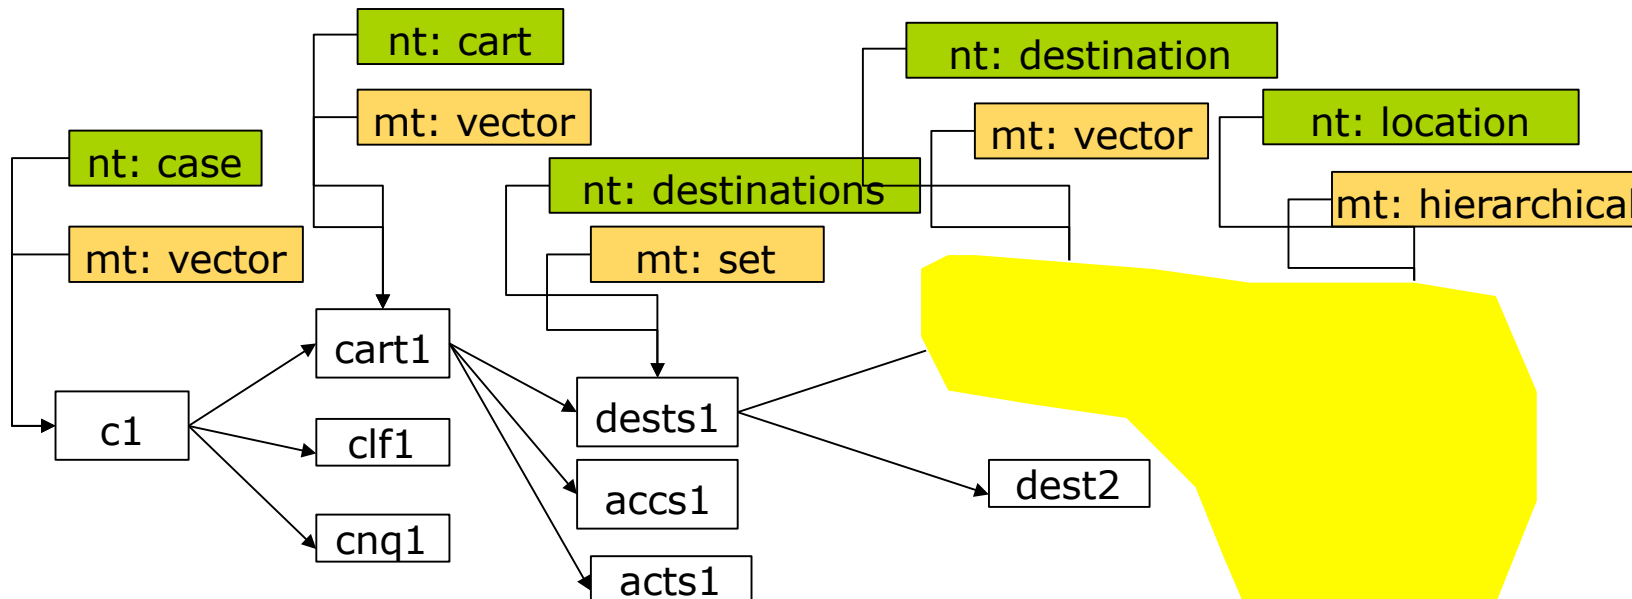 nt: cart
nt: destination
mt: vector
mt: vector
nt: location
nt: case
nt: destinations
mt: hierarchical
mt: vector
mt: set
cart1
c1
clf1
dests1
cnq1
accs1
dest2
acts1